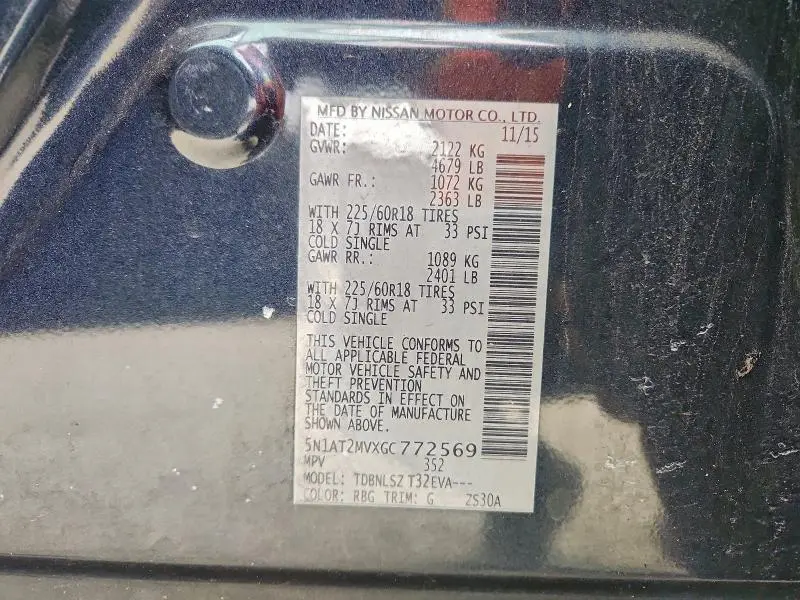 MFD BY NISSAN MOTOR CO., LTD.
DATE: 11/15
GVWR: 2122 KG
4679 LB
GAWR FR.: 1072 KG
2363 LB
WITH 225/60R18 TIRES
18 X 7J RIMS AT 33 PSI
COLD SINGLE
GAWR RR.: 1089 KG
2401 LB
WITH 225/60R18 TIRES
18 X 7J RIMS AT 33 PSI
COLD SINGLE
THIS VEHICLE CONFORMS TO
ALL APPLICABLE FEDERAL
MOTOR VEHICLE SAFETY AND
THEFT PREVENTION
STANDARDS IN EFFECT ON
THE DATE OF MANUFACTURE
SHOWN ABOVE.
5N1AT2MVXGC772569
MPV 352
MODEL: TDBNLSZ T32EVA---
COLOR: RBG TRIM: G ZS30A